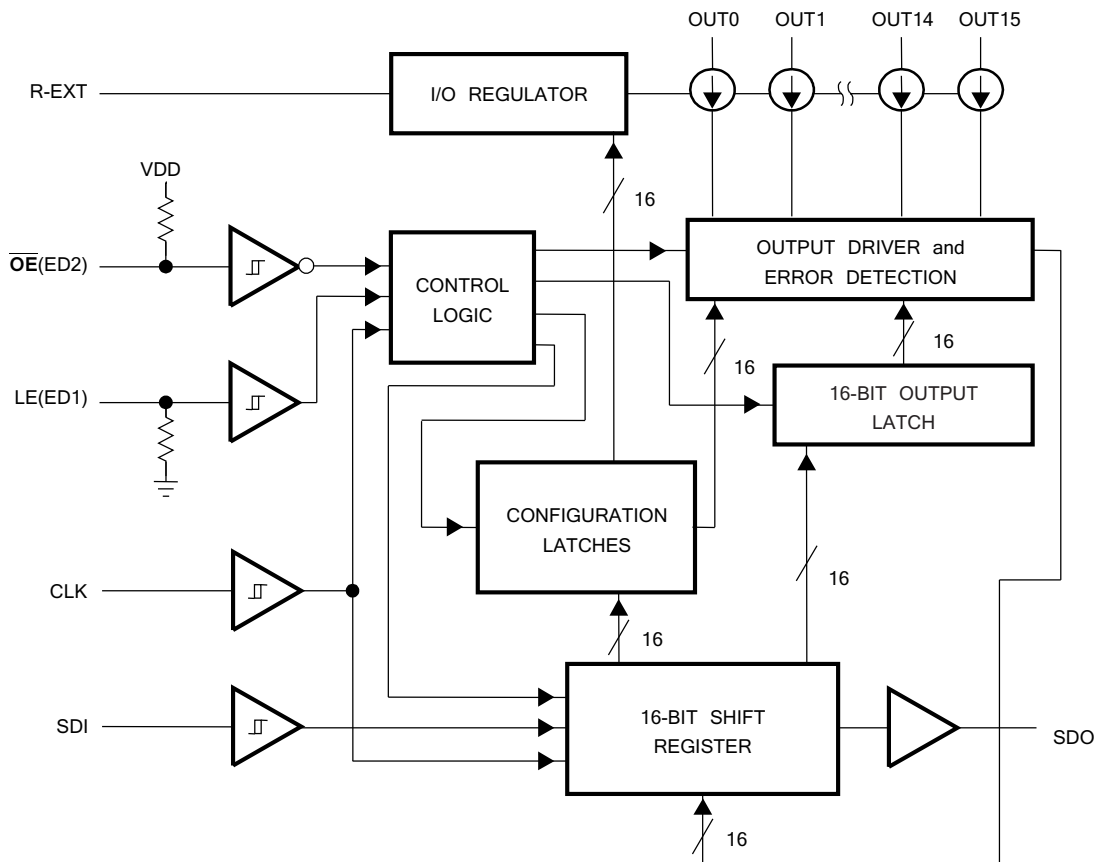 OUT0 OUT1 OUT14 OUT15
R-EXT
I/O REGULATOR
VDD
16
OE(ED2)
CONTROL
LOGIC
OUTPUT DRIVER and
ERROR DETECTION
16
16
LE(ED1)
16-BIT OUTPUT
LATCH
CONFIGURATION
LATCHES
CLK
16
16
SDI
16-BIT SHIFT
REGISTER
SDO
16